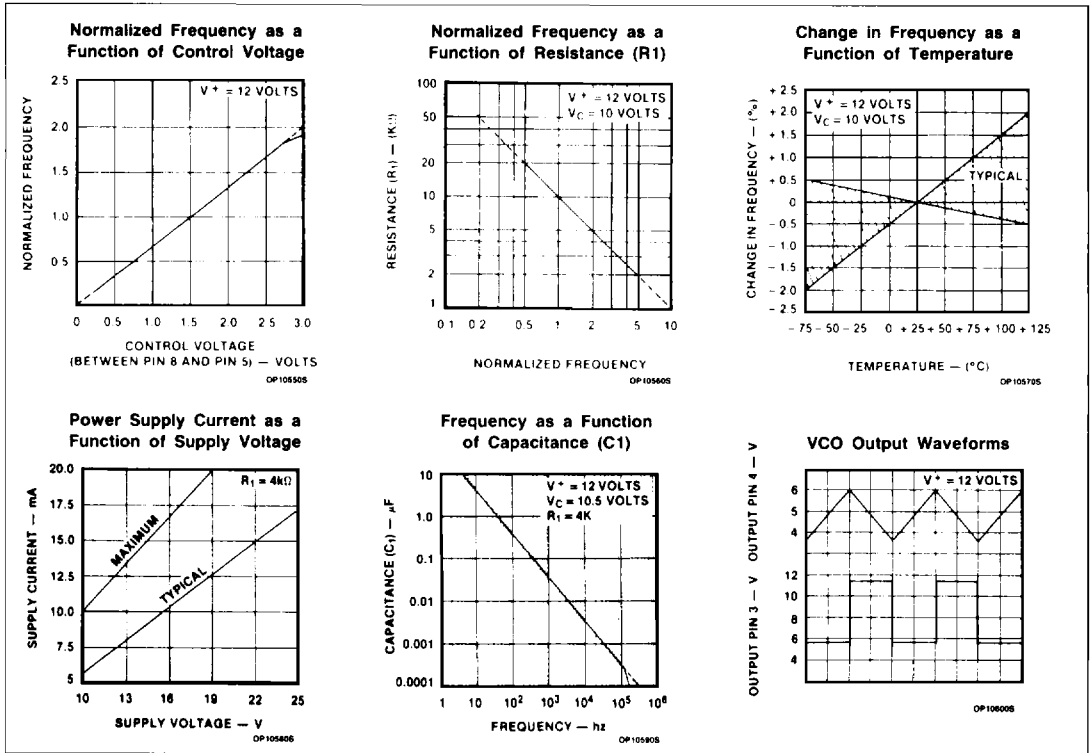 Normalized Frequency as a
Function of Control Voltage
NORMALIZED FREQUENCY
2.5
2.0
1.5
1.0
0 5
V + = 12 VOLTS
0 0.5 1.0 1.5 2.0 2.5 3.0
CONTROL VOLTAGE
(BETWEEN PIN 8 AND PIN 5) — VOLTS
OP10550S
Normalized Frequency as a
Function of Resistance (R1)
RESISTANCE (R1) — (KΩ)
100
50
20
10
5
2
1
V + = 12 VOLTS
VC = 10 VOLTS
0 1 0 2 0.5 1 2 5 10
NORMALIZED FREQUENCY
OP10560S
Change in Frequency as a
Function of Temperature
CHANGE IN FREQUENCY — (%)
+ 2.5
+ 2.0
+ 1.5
+ 1.0
+ 0.5
0
- 0.5
- 1.0
- 1.5
- 2.0
- 2.5
V + = 12 VOLTS
VC = 10 VOLTS
TYPICAL
- 75 - 50 - 25 0 + 25 + 50 + 75 + 100 + 125
TEMPERATURE — (°C)
OP10570S
Power Supply Current as a
Function of Supply Voltage
SUPPLY CURRENT — mA
20.0
17.5
15.0
12.5
10.0
7.5
5
R1 = 4kΩ
MAXIMUM
TYPICAL
10 13 16 19 22 25
SUPPLY VOLTAGE — V
OP10580S
Frequency as a Function
of Capacitance (C1)
CAPACITANCE (C1) — µF
10
1.0
0.1
0.01
0.001
0.0001
V + = 12 VOLTS
VC = 10.5 VOLTS
R1 = 4K
1 10 10² 10³ 10⁴ 10⁵ 10⁶
FREQUENCY — hz
OP10590S
VCO Output Waveforms
OUTPUT PIN 3 — V OUTPUT PIN 4 — V
V + = 12 VOLTS
6
5
4
12
10
8
6
4
OP10600S